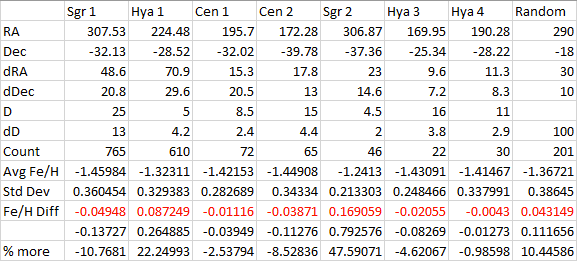 Sgr 1 Hya 1 Cen 1 Cen 2 Sgr 2 Hya 3 Hya 4 Random
RA 307.53 224.48 195.7 172.28 306.87 169.95 190.28 290
Dec -32.13 -28.52 -32.02 -39.78 -37.36 -25.34 -28.22 -18
dRA 48.6 70.9 15.3 17.8 23 9.6 11.3 30
dDec 20.8 29.6 20.5 13 14.6 7.2 8.3 10
D 25 5 8.5 15 4.5 16 11
dD 13 4.2 2.4 4.4 2 3.8 2.9 100
Count 765 610 72 65 46 22 30 201
Avg Fe/H -1.45984 -1.32311 -1.42153 -1.44908 -1.2413 -1.43091 -1.41467 -1.36721
Std Dev 0.360454 0.329383 0.282689 0.34334 0.213303 0.248466 0.337991 0.38645
Fe/H Diff -0.04948 0.087249 -0.01116 -0.03871 0.169059 -0.02055 -0.0043 0.043149
-0.13727 0.264885 -0.03949 -0.11276 0.792576 -0.08269 -0.01273 0.111656
% more -10.7681 22.24993 -2.53794 -8.52836 47.59071 -4.62067 -0.98598 10.44586